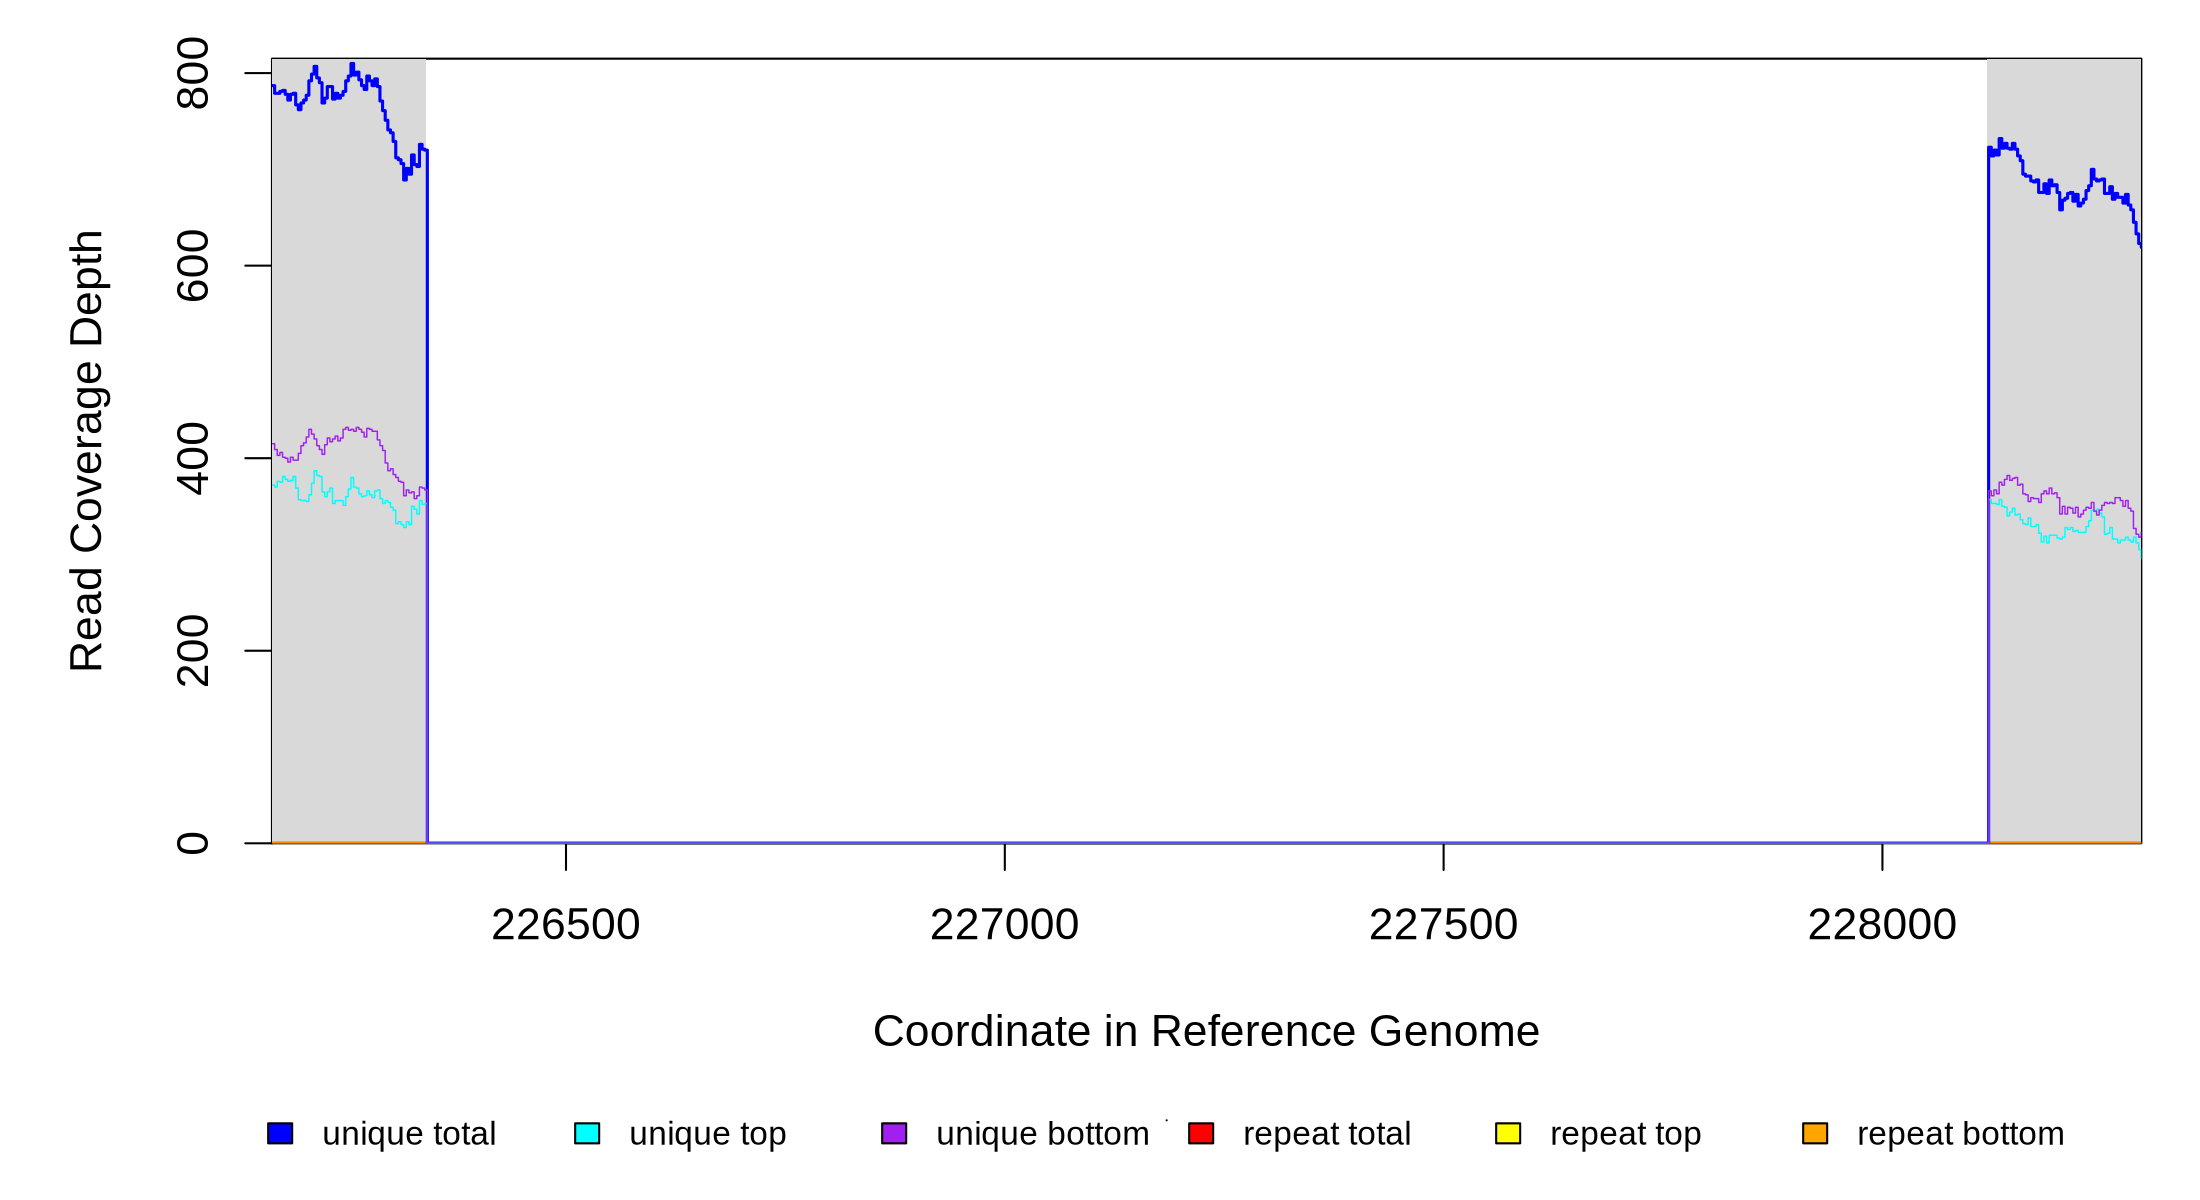 800
600
400
200
0
Read Coverage Depth
226500 227000 227500 228000
Coordinate in Reference Genome
unique total unique top unique bottom repeat total repeat top repeat bottom